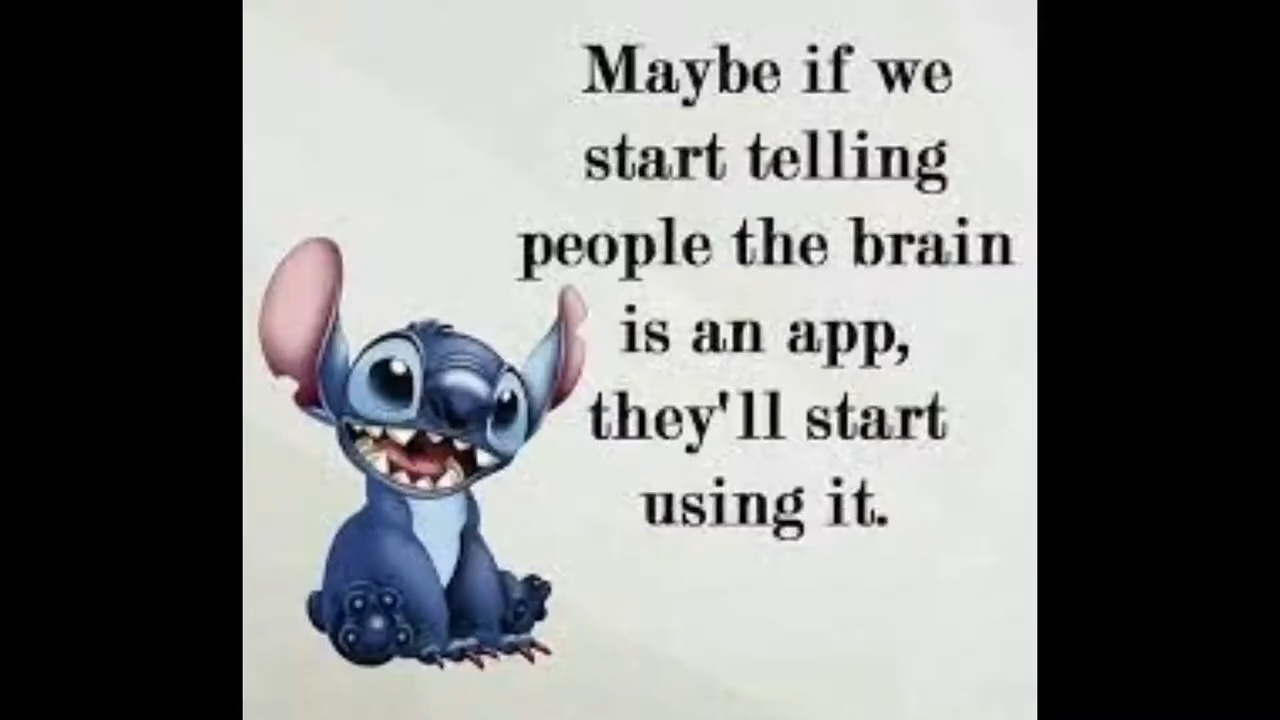 Maybe if we
start telling
people the brain
is an app,
they'll start
using it.